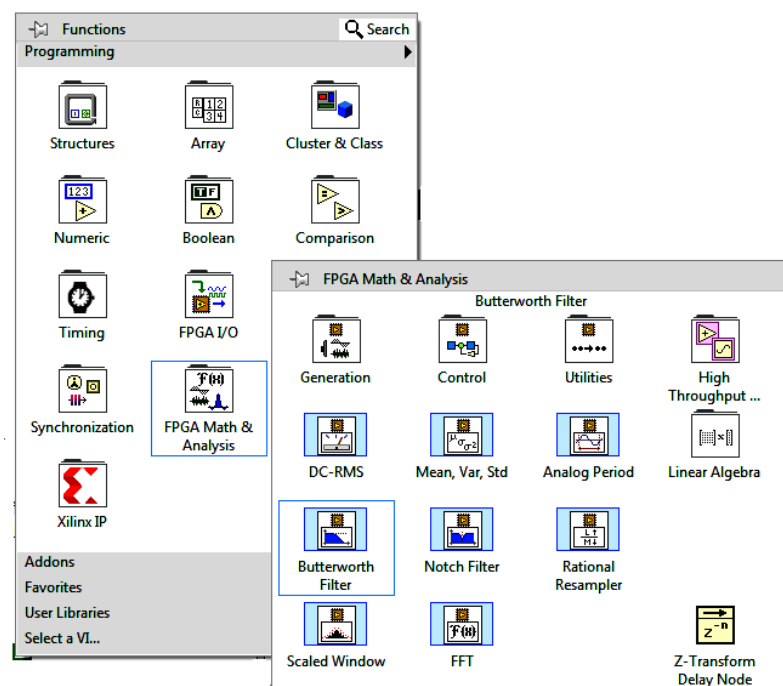 Functions
Search
Programming
Structures
Array
Cluster & Class
123
TF
Numeric
Boolean
Comparison
Timing
FPGA I/O
Synchronization
FPGA Math &
Analysis
Xilinx IP
Addons
Favorites
User Libraries
Select a VI...
FPGA Math & Analysis
Butterworth Filter
Generation
Control
Utilities
High
Throughput ...
DC-RMS
Mean, Var, Std
Analog Period
Linear Algebra
Butterworth
Filter
Notch Filter
Rational
Resampler
Scaled Window
FFT
z⁻ⁿ
Z-Transform
Delay Node